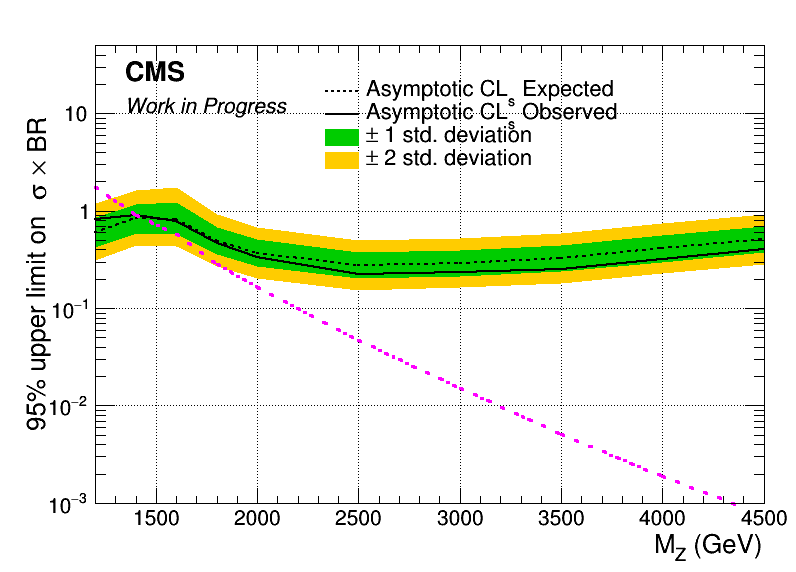 CMS
Work in Progress
Asymptotic CLs Expected
Asymptotic CLs Observed
± 1 std. deviation
± 2 std. deviation
95% upper limit on σ × BR
10
1
10⁻¹
10⁻²
10⁻³
1500 2000 2500 3000 3500 4000 4500
M_Z (GeV)